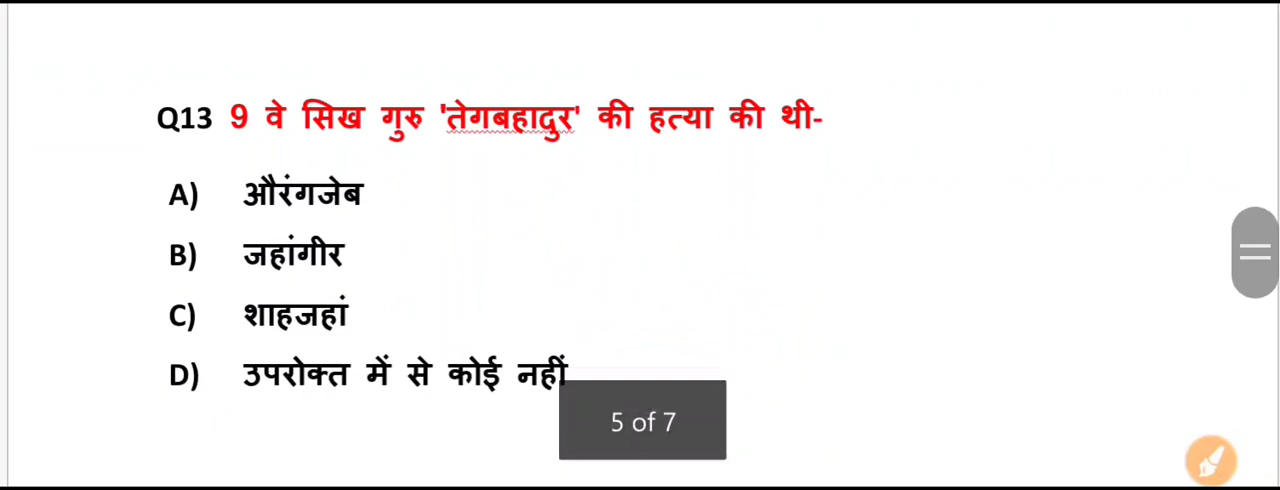 Q13 9 वे सिख गुरु 'तेगबहादुर' की हत्या की थी-
A) औरंगजेब
B) जहांगीर
C) शाहजहां
D) उपरोक्त में से कोई नहीं
5 of 7